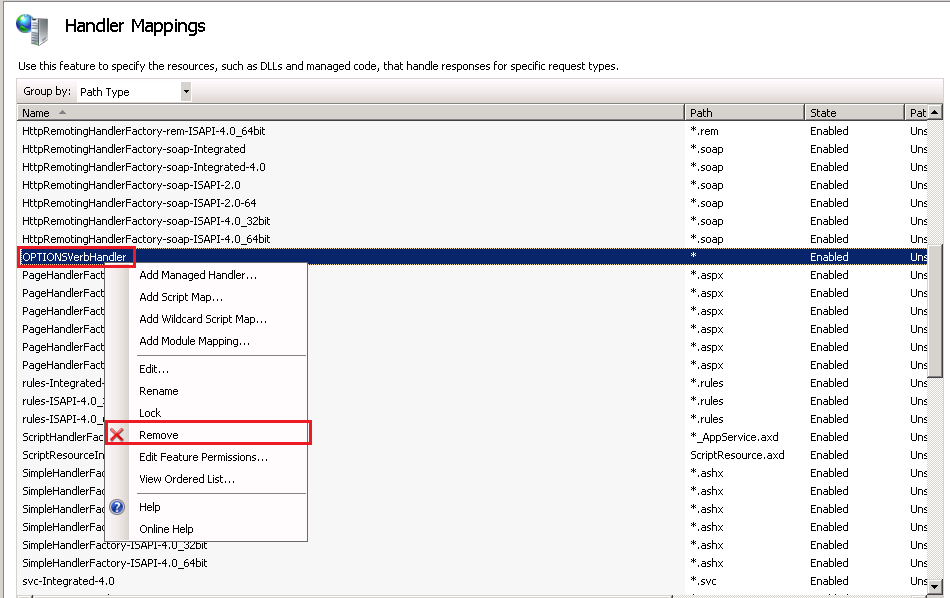 Handler Mappings
Use this feature to specify the resources, such as DLLs and managed code, that handle responses for specific request types.
Group by: Path Type
Name Path State Pat
HttpRemotingHandlerFactory-rem-ISAPI-4.0_64bit *.rem Enabled Uns
HttpRemotingHandlerFactory-soap-Integrated *.soap Enabled Uns
HttpRemotingHandlerFactory-soap-Integrated-4.0 *.soap Enabled Uns
HttpRemotingHandlerFactory-soap-ISAPI-2.0 *.soap Enabled Uns
HttpRemotingHandlerFactory-soap-ISAPI-2.0-64 *.soap Enabled Uns
HttpRemotingHandlerFactory-soap-ISAPI-4.0_32bit *.soap Enabled Uns
HttpRemotingHandlerFactory-soap-ISAPI-4.0_64bit *.soap Enabled Uns
OPTIONSVerbHandler * Enabled Uns
PageHandlerFact *.aspx Enabled Uns
PageHandlerFact *.aspx Enabled Uns
PageHandlerFact *.aspx Enabled Uns
PageHandlerFact *.aspx Enabled Uns
PageHandlerFact *.aspx Enabled Uns
PageHandlerFact *.aspx Enabled Uns
rules-Integrated- *.rules Enabled Uns
rules-ISAPI-4.0_ *.rules Enabled Uns
rules-ISAPI-4.0_ *.rules Enabled Uns
ScriptHandlerFac *_AppService.axd Enabled Uns
ScriptResourceIn ScriptResource.axd Enabled Uns
SimpleHandlerFac *.ashx Enabled Uns
SimpleHandlerFac *.ashx Enabled Uns
SimpleHandlerFac *.ashx Enabled Uns
SimpleHandlerFac *.ashx Enabled Uns
SimpleHandlerFactory-ISAPI-4.0_32bit *.ashx Enabled Uns
SimpleHandlerFactory-ISAPI-4.0_64bit *.ashx Enabled Uns
svc-Integrated-4.0 *.svc Enabled Uns
Add Managed Handler...
Add Script Map...
Add Wildcard Script Map...
Add Module Mapping...
Edit...
Rename
Lock
Remove
Edit Feature Permissions...
View Ordered List...
Help
Online Help